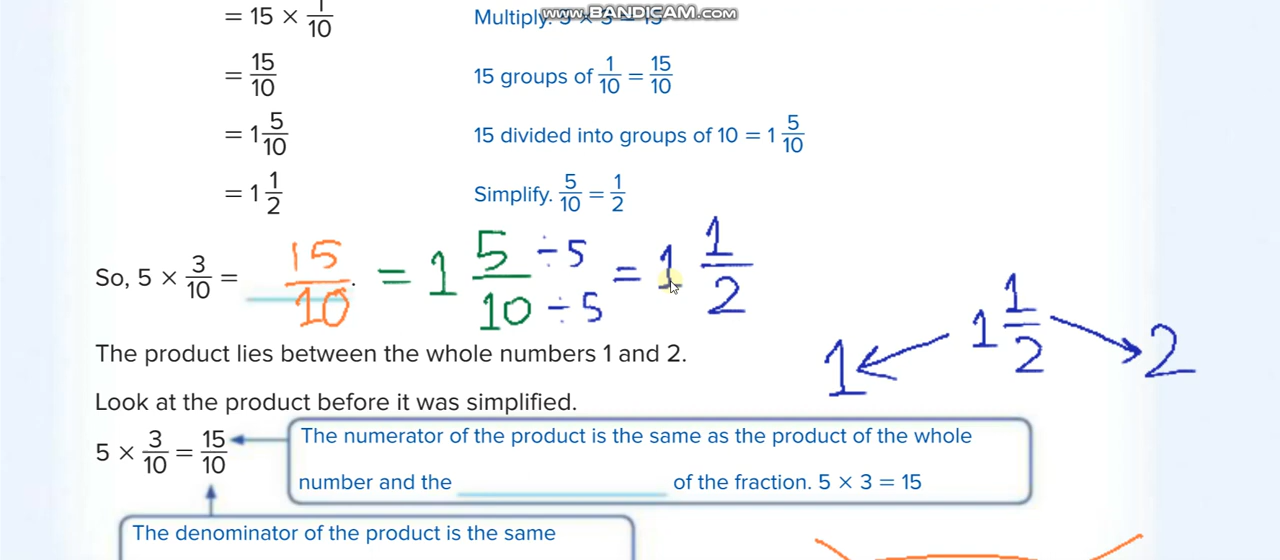 www.BANDICAM.com
= 15 × 1/10 Multiply. 5 × 3 = 15
= 15/10 15 groups of 1/10 = 15/10
= 1 5/10 15 divided into groups of 10 = 1 5/10
= 1 1/2 Simplify. 5/10 = 1/2
So, 5 × 3/10 = 15/10. = 1 5/10 ÷5/÷5 = 1 1/2
1 1 1/2 2
The product lies between the whole numbers 1 and 2.
Look at the product before it was simplified.
5 × 3/10 = 15/10
The numerator of the product is the same as the product of the whole
number and the ____________ of the fraction. 5 × 3 = 15
The denominator of the product is the same